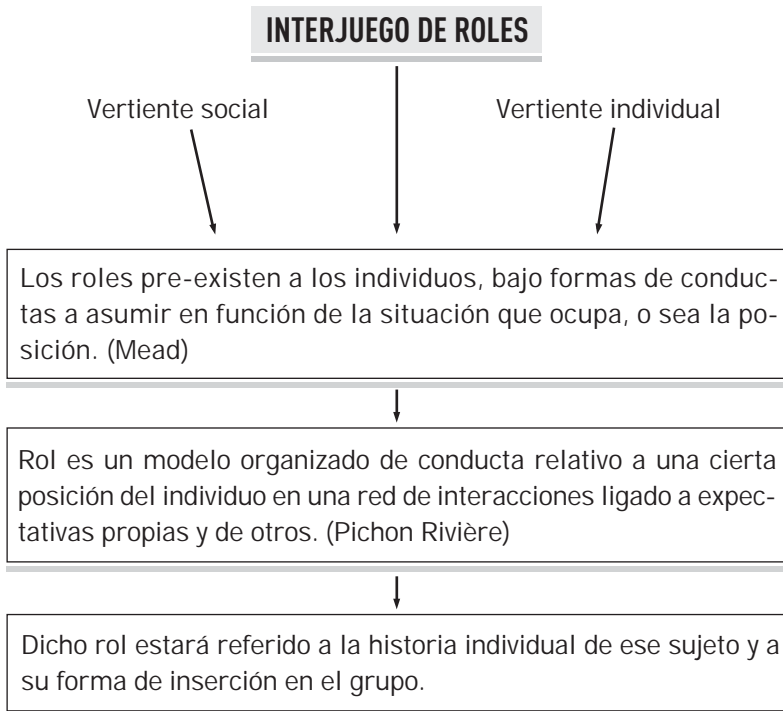 INTERJUEGO DE ROLES
Vertiente social
Vertiente individual
Los roles pre-existen a los individuos, bajo formas de conduc-
tas a asumir en función de la situación que ocupa, o sea la po-
sición. (Mead)
Rol es un modelo organizado de conducta relativo a una cierta
posición del individuo en una red de interacciones ligado a expec-
tativas propias y de otros. (Pichon Rivière)
Dicho rol estará referido a la historia individual de ese sujeto y a
su forma de inserción en el grupo.